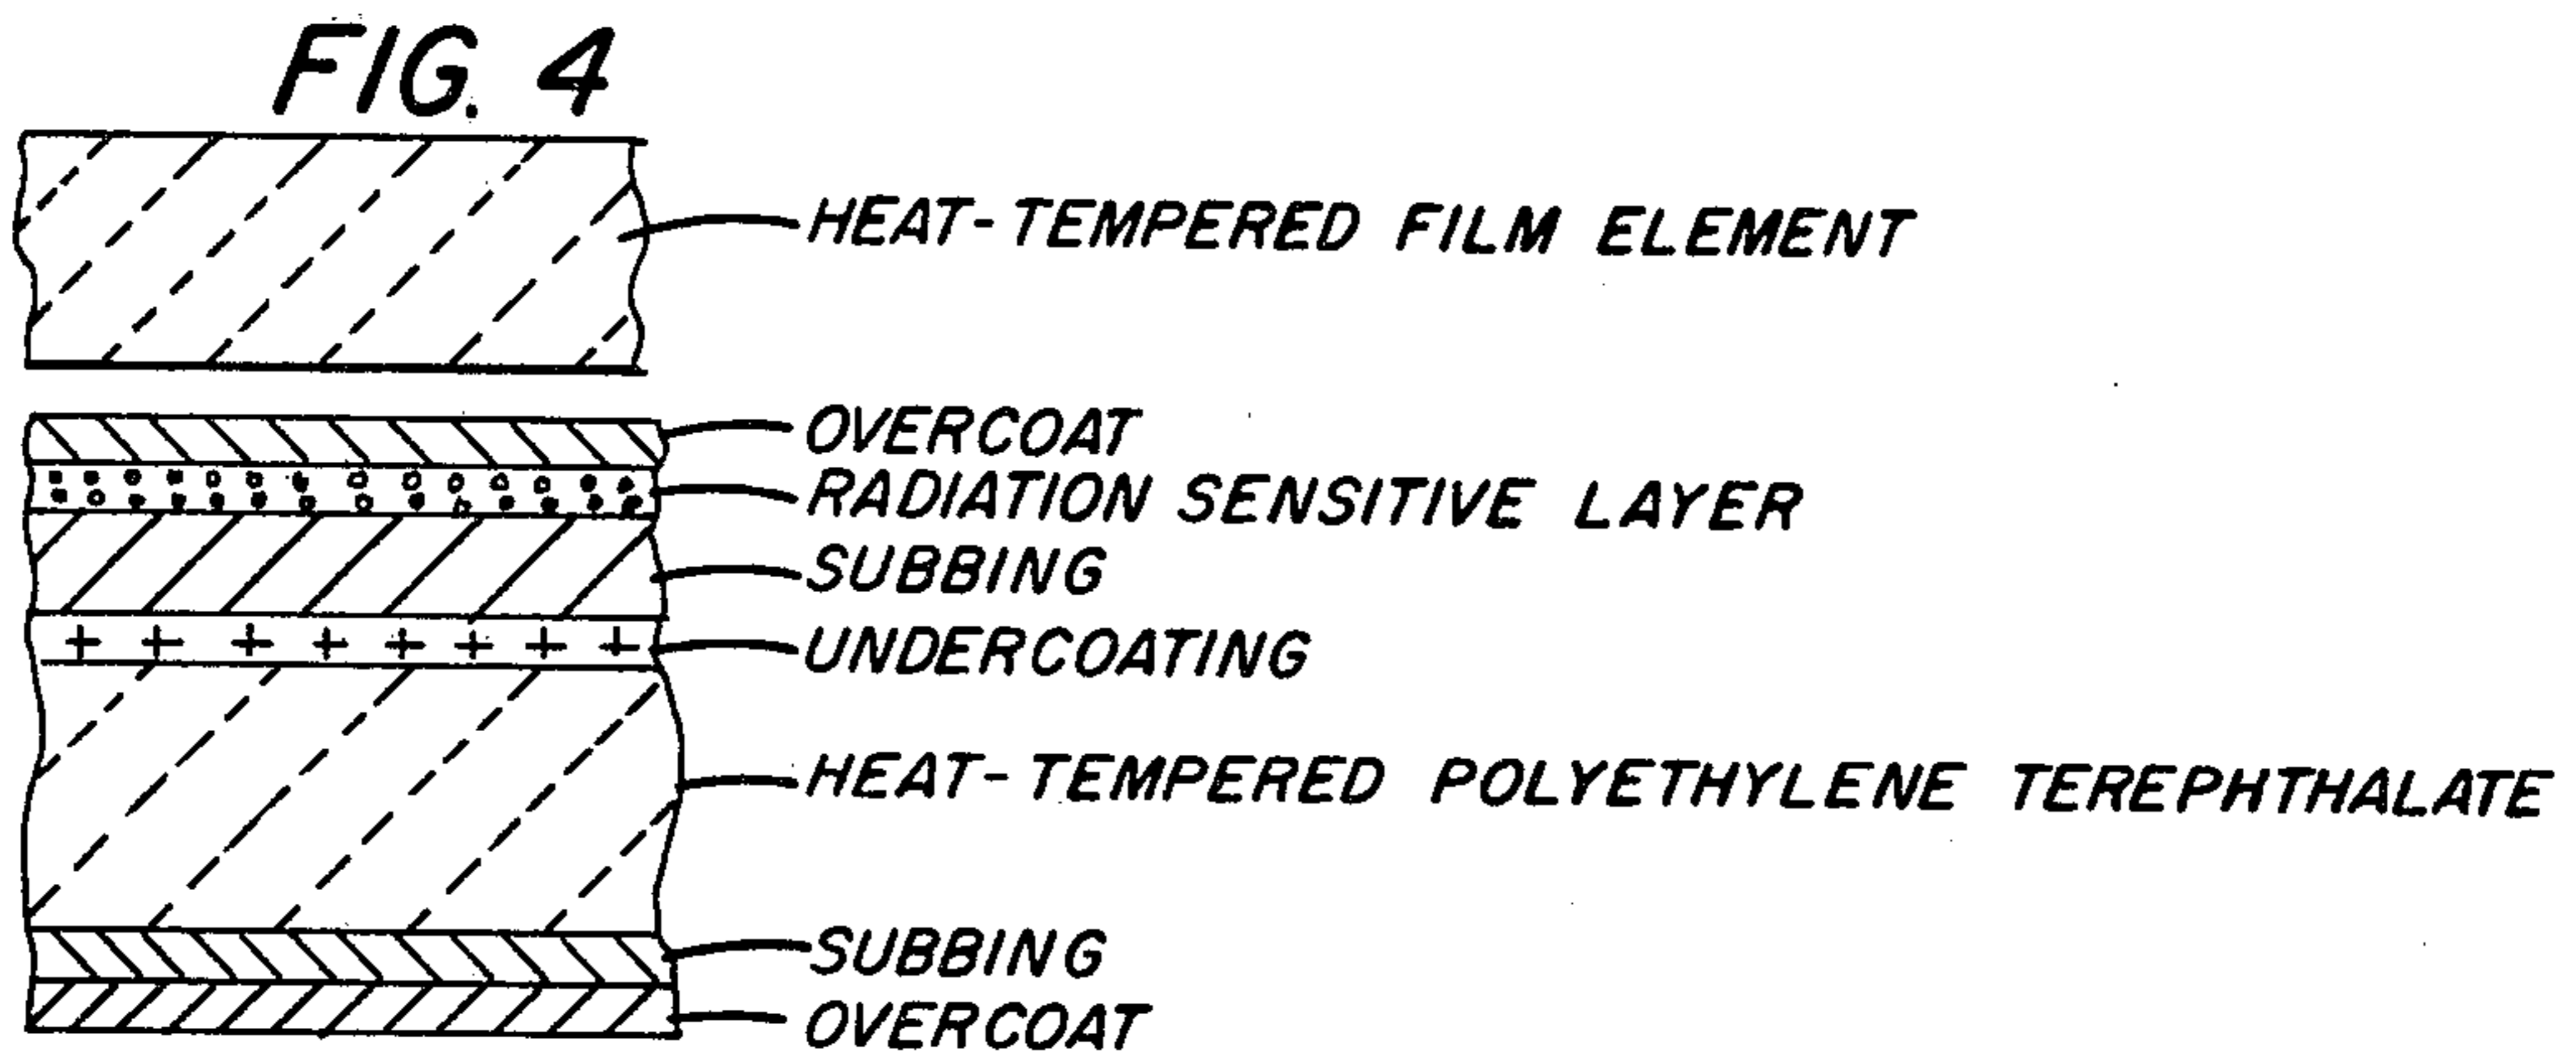 FIG. 4
HEAT-TEMPERED FILM ELEMENT
OVERCOAT
RADIATION SENSITIVE LAYER
SUBBING
UNDERCOATING
HEAT-TEMPERED POLYETHYLENE TEREPHTHALATE
SUBBING
OVERCOAT